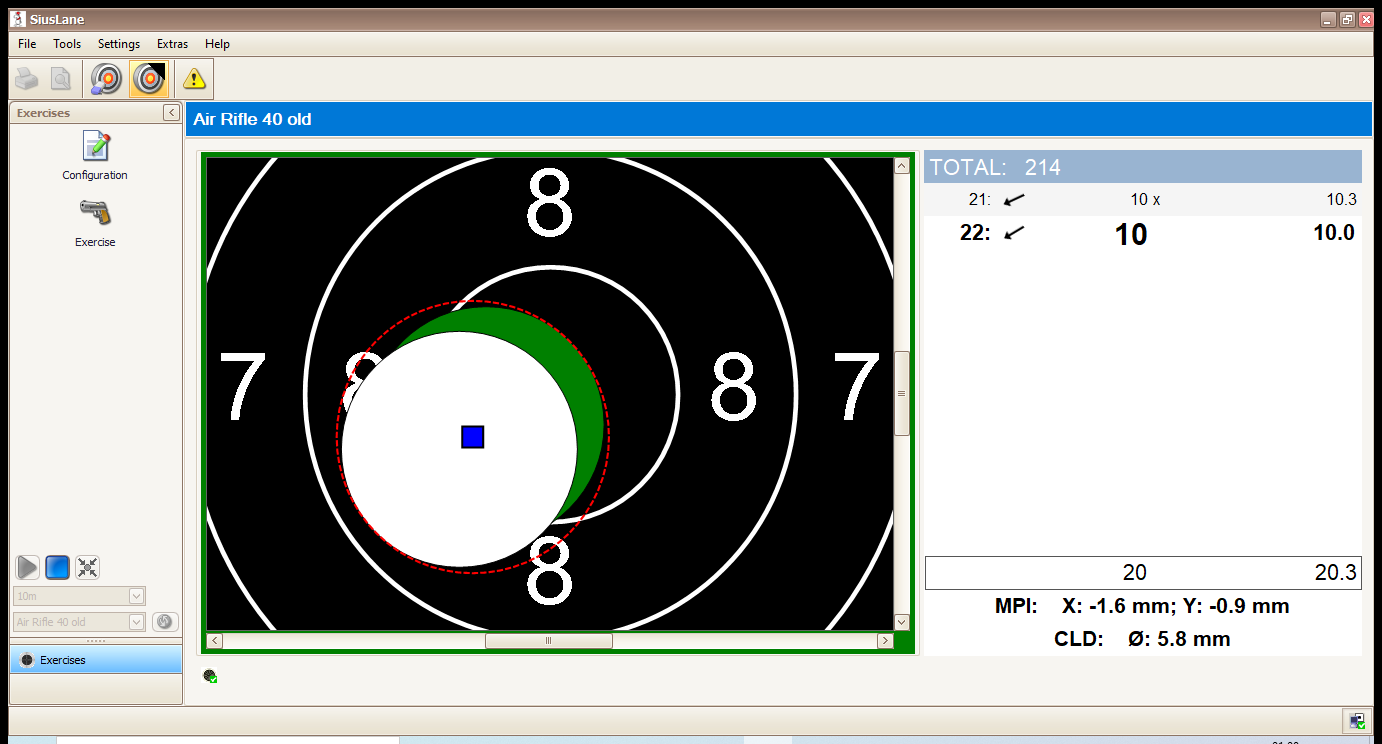 SiusLane
File Tools Settings Extras Help
Exercises
Configuration
Exercise
10m
Air Rifle 40 old
Exercises
Air Rifle 40 old
8
7 8 8 7
8
TOTAL: 214
21: 10 x 10.3
22: 10 10.0
20 20.3
MPI: X: -1.6 mm; Y: -0.9 mm
CLD: Ø: 5.8 mm